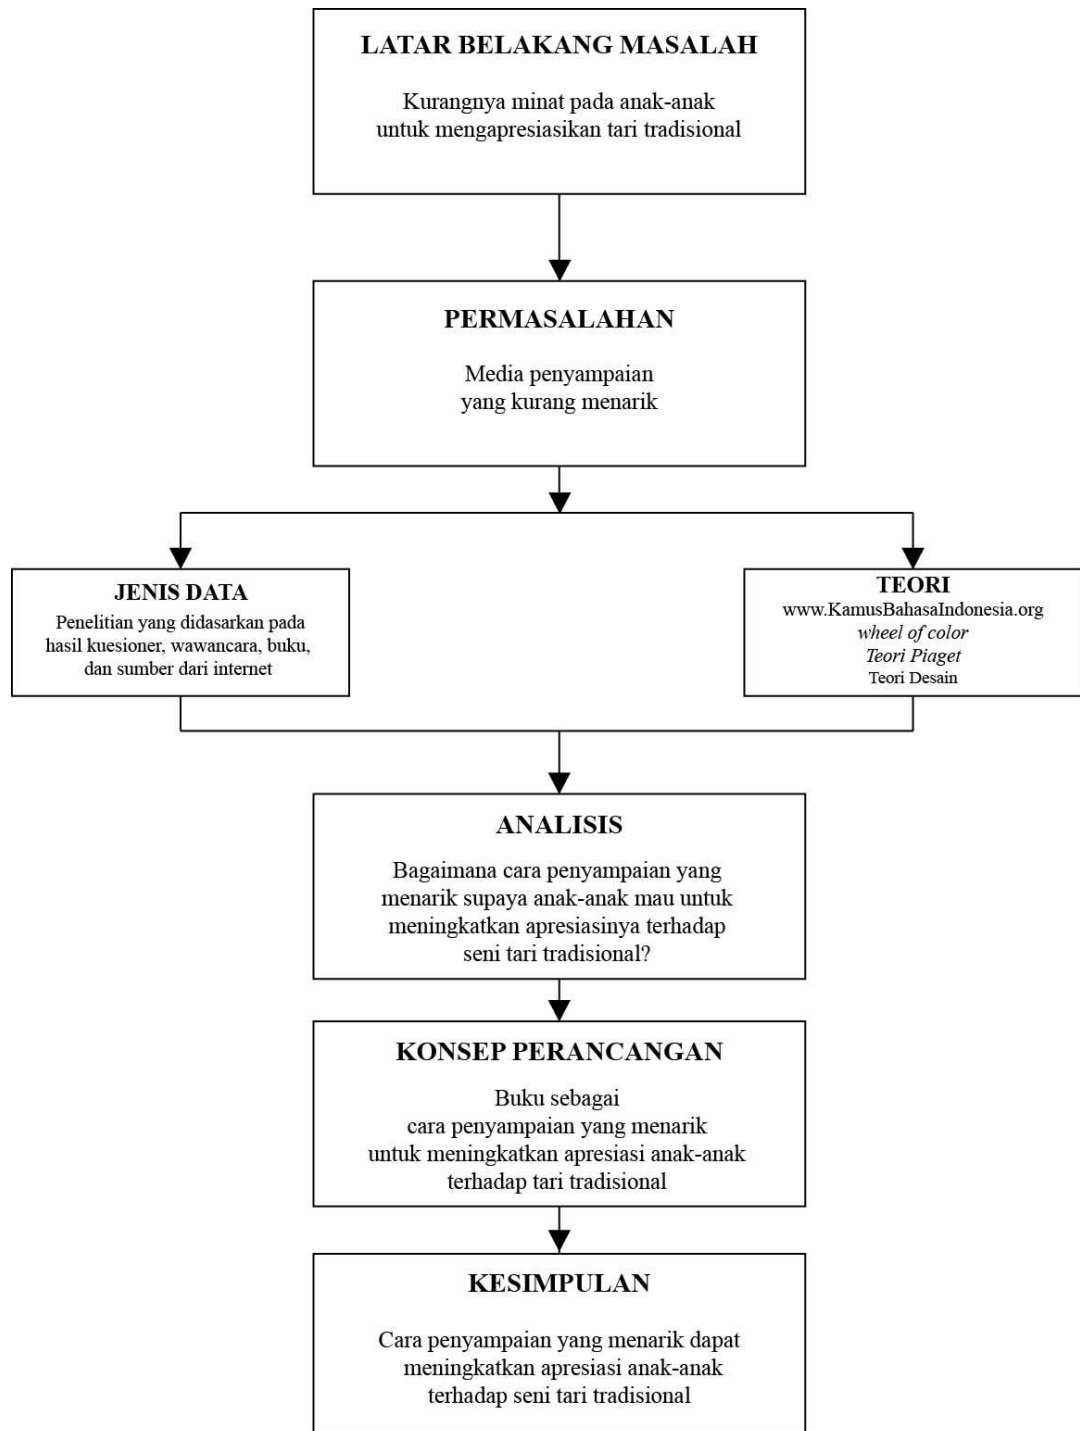 LATAR BELAKANG MASALAH
Kurangnya minat pada anak-anak
untuk mengapresiasikan tari tradisional
PERMASALAHAN
Media penyampaian
yang kurang menarik
JENIS DATA
Penelitian yang didasarkan pada
hasil kuesioner, wawancara, buku,
dan sumber dari internet
TEORI
www.KamusBahasaIndonesia.org
wheel of color
Teori Piaget
Teori Desain
ANALISIS
Bagaimana cara penyampaian yang
menarik supaya anak-anak mau untuk
meningkatkan apresiasinya terhadap
seni tari tradisional?
KONSEP PERANCANGAN
Buku sebagai
cara penyampaian yang menarik
untuk meningkatkan apresiasi anak-anak
terhadap tari tradisional
KESIMPULAN
Cara penyampaian yang menarik dapat
meningkatkan apresiasi anak-anak
terhadap seni tari tradisional